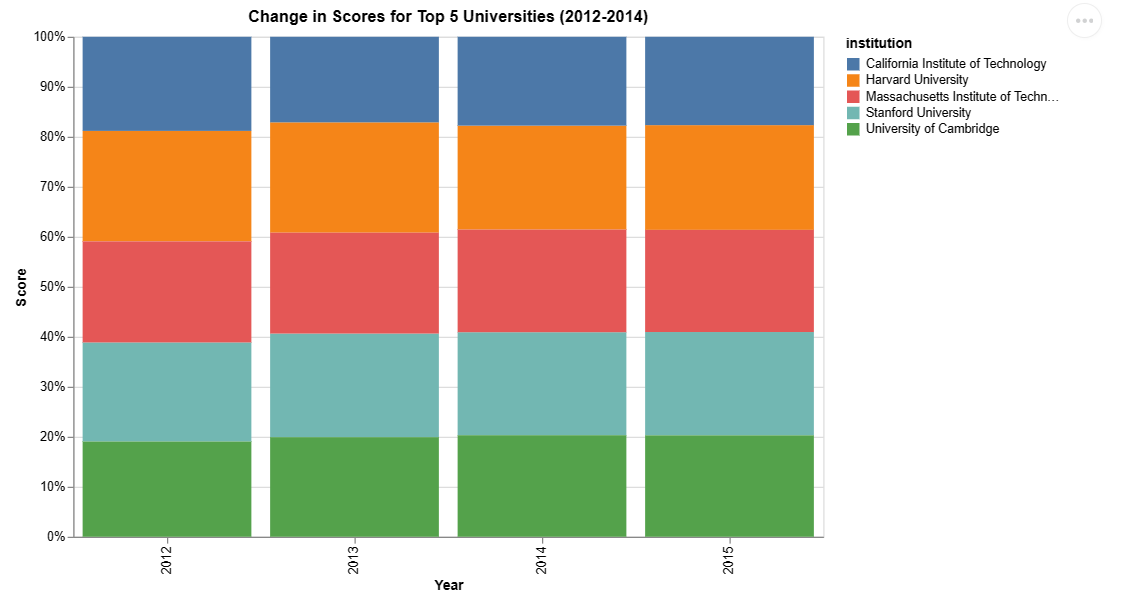 Change in Scores for Top 5 Universities (2012-2014)
institution
California Institute of Technology
Harvard University
Massachusetts Institute of Techn…
Stanford University
University of Cambridge
Score
100%
90%
80%
70%
60%
50%
40%
30%
20%
10%
0%
2012
2013
2014
2015
Year